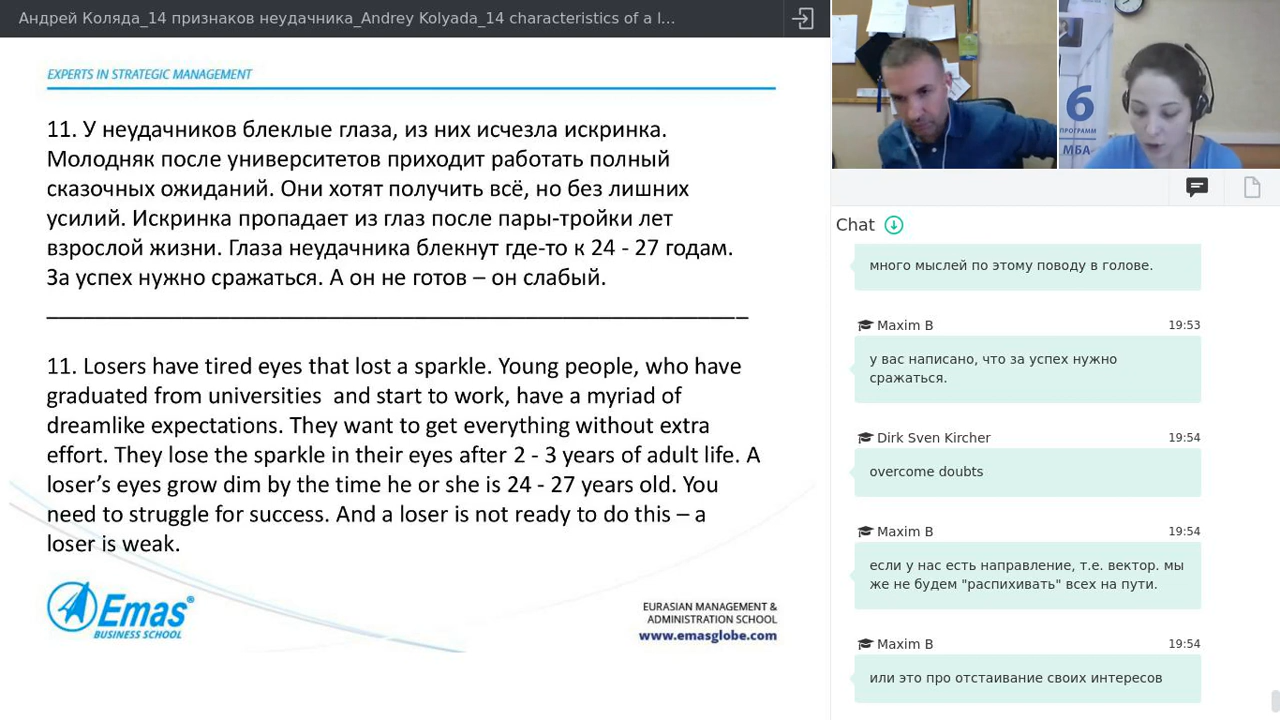 Андрей Коляда_14 признаков неудачника_Andrey Kolyada_14 characteristics of a l...
EXPERTS IN STRATEGIC MANAGEMENT
11. У неудачников блеклые глаза, из них исчезла искринка.
Молодняк после университетов приходит работать полный
сказочных ожиданий. Они хотят получить всё, но без лишних
усилий. Искринка пропадает из глаз после пары-тройки лет
взрослой жизни. Глаза неудачника блекнут где-то к 24 - 27 годам.
За успех нужно сражаться. А он не готов – он слабый.
11. Losers have tired eyes that lost a sparkle. Young people, who have
graduated from universities and start to work, have a myriad of
dreamlike expectations. They want to get everything without extra
effort. They lose the sparkle in their eyes after 2 - 3 years of adult life. A
loser’s eyes grow dim by the time he or she is 24 - 27 years old. You
need to struggle for success. And a loser is not ready to do this – a
loser is weak.
Emas®
BUSINESS SCHOOL
EURASIAN MANAGEMENT &
ADMINISTRATION SCHOOL
www.emasglobe.com
6
ПРОГРАММ
МБА
Chat
много мыслей по этому поводу в голове.
Maxim B 19:53
у вас написано, что за успех нужно
сражаться.
Dirk Sven Kircher 19:54
overcome doubts
Maxim B 19:54
если у нас есть направление, т.е. вектор. мы
же не будем "распихивать" всех на пути.
Maxim B 19:54
или это про отстаивание своих интересов